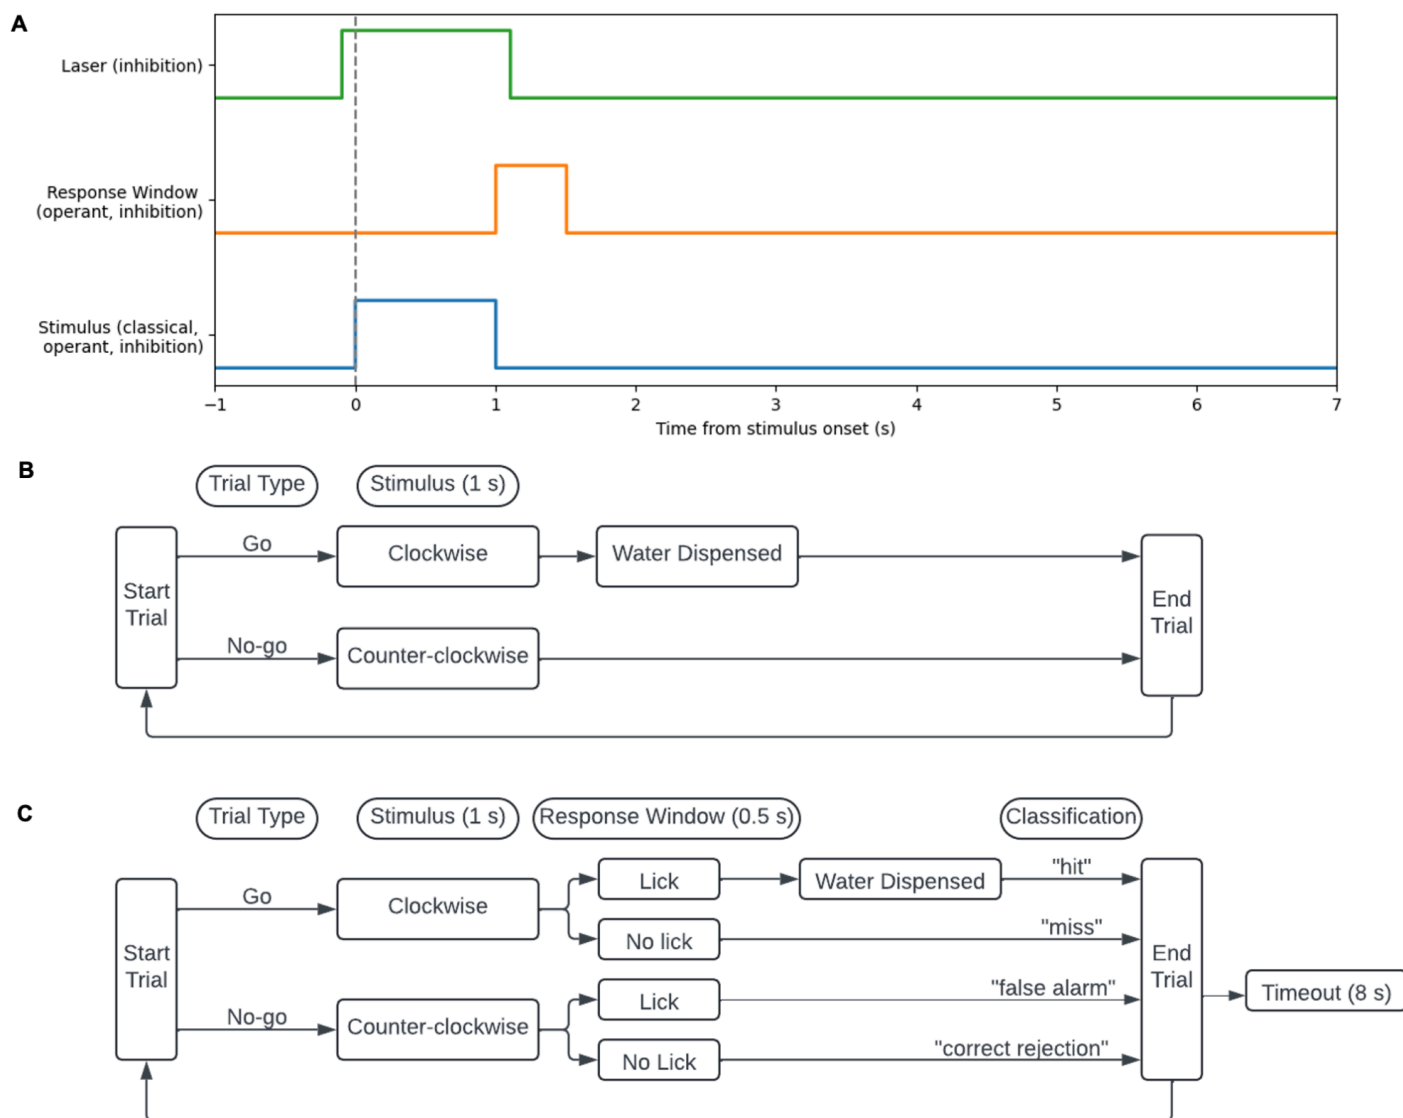 A
Laser (inhibition)
Response Window
(operant, inhibition)
Stimulus (classical,
operant, inhibition)
−1 0 1 2 3 4 5 6 7
Time from stimulus onset (s)
B
Trial Type Stimulus (1 s)
Start
Trial
Go
Clockwise
Water Dispensed
No-go
Counter-clockwise
End
Trial
C
Trial Type Stimulus (1 s) Response Window (0.5 s) Classification
Start
Trial
Go
Clockwise
Lick
Water Dispensed
"hit"
No lick
"miss"
No-go
Counter-clockwise
Lick
"false alarm"
No Lick
"correct rejection"
End
Trial
Timeout (8 s)